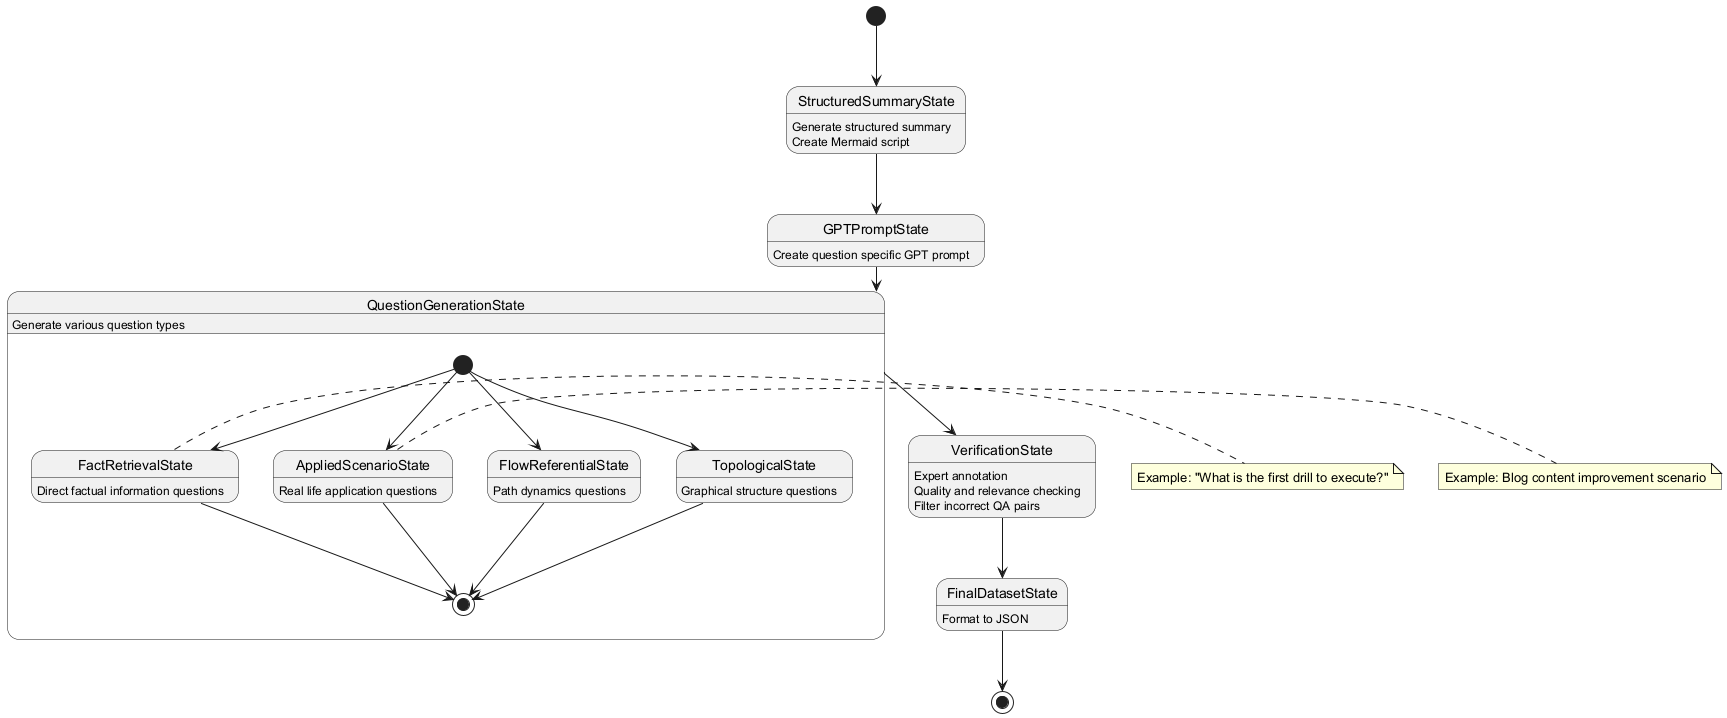 StructuredSummaryState
Generate structured summary
Create Mermaid script
GPTPromptState
Create question specific GPT prompt
QuestionGenerationState
Generate various question types
FactRetrievalState
Direct factual information questions
AppliedScenarioState
Real life application questions
FlowReferentialState
Path dynamics questions
TopologicalState
Graphical structure questions
VerificationState
Expert annotation
Quality and relevance checking
Filter incorrect QA pairs
Example: "What is the first drill to execute?"
Example: Blog content improvement scenario
FinalDatasetState
Format to JSON